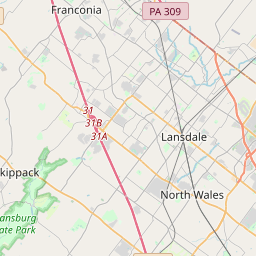 Franconia
PA 309
31
31B
31A
Lansdale
kippack
North Wales
ansburg
ate Park